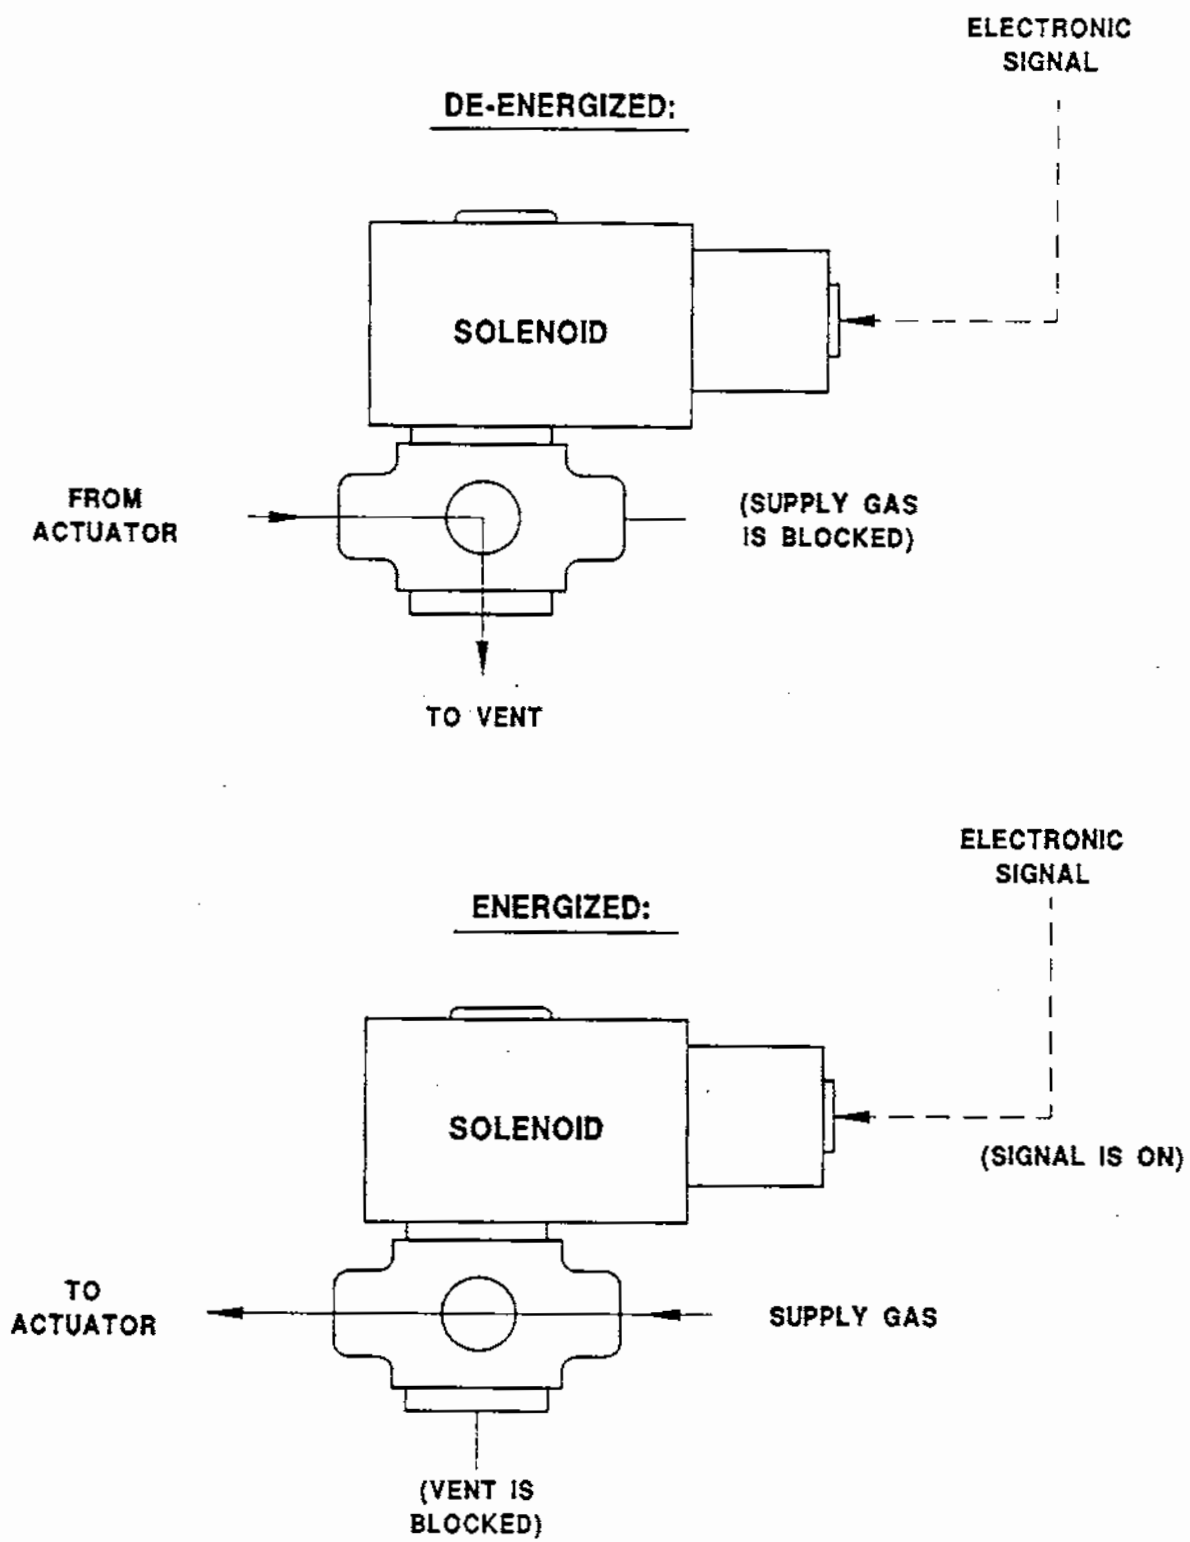 ELECTRONIC
SIGNAL
DE-ENERGIZED:
SOLENOID
FROM
ACTUATOR
(SUPPLY GAS
IS BLOCKED)
TO VENT
ELECTRONIC
SIGNAL
ENERGIZED:
SOLENOID
(SIGNAL IS ON)
TO
ACTUATOR
SUPPLY GAS
(VENT IS
BLOCKED)